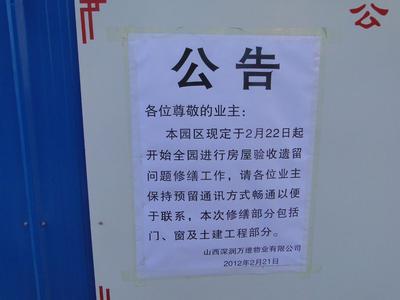 公
公告
各位尊敬的业主:
本园区现定于2月22日起
开始全园进行房屋验收遗留
问题修缮工作,请各位业主
保持预留通讯方式畅通以便
于联系,本次修缮部分包括
门、窗及土建工程部分。
山西深润万维物业有限公司
2012年2月21日